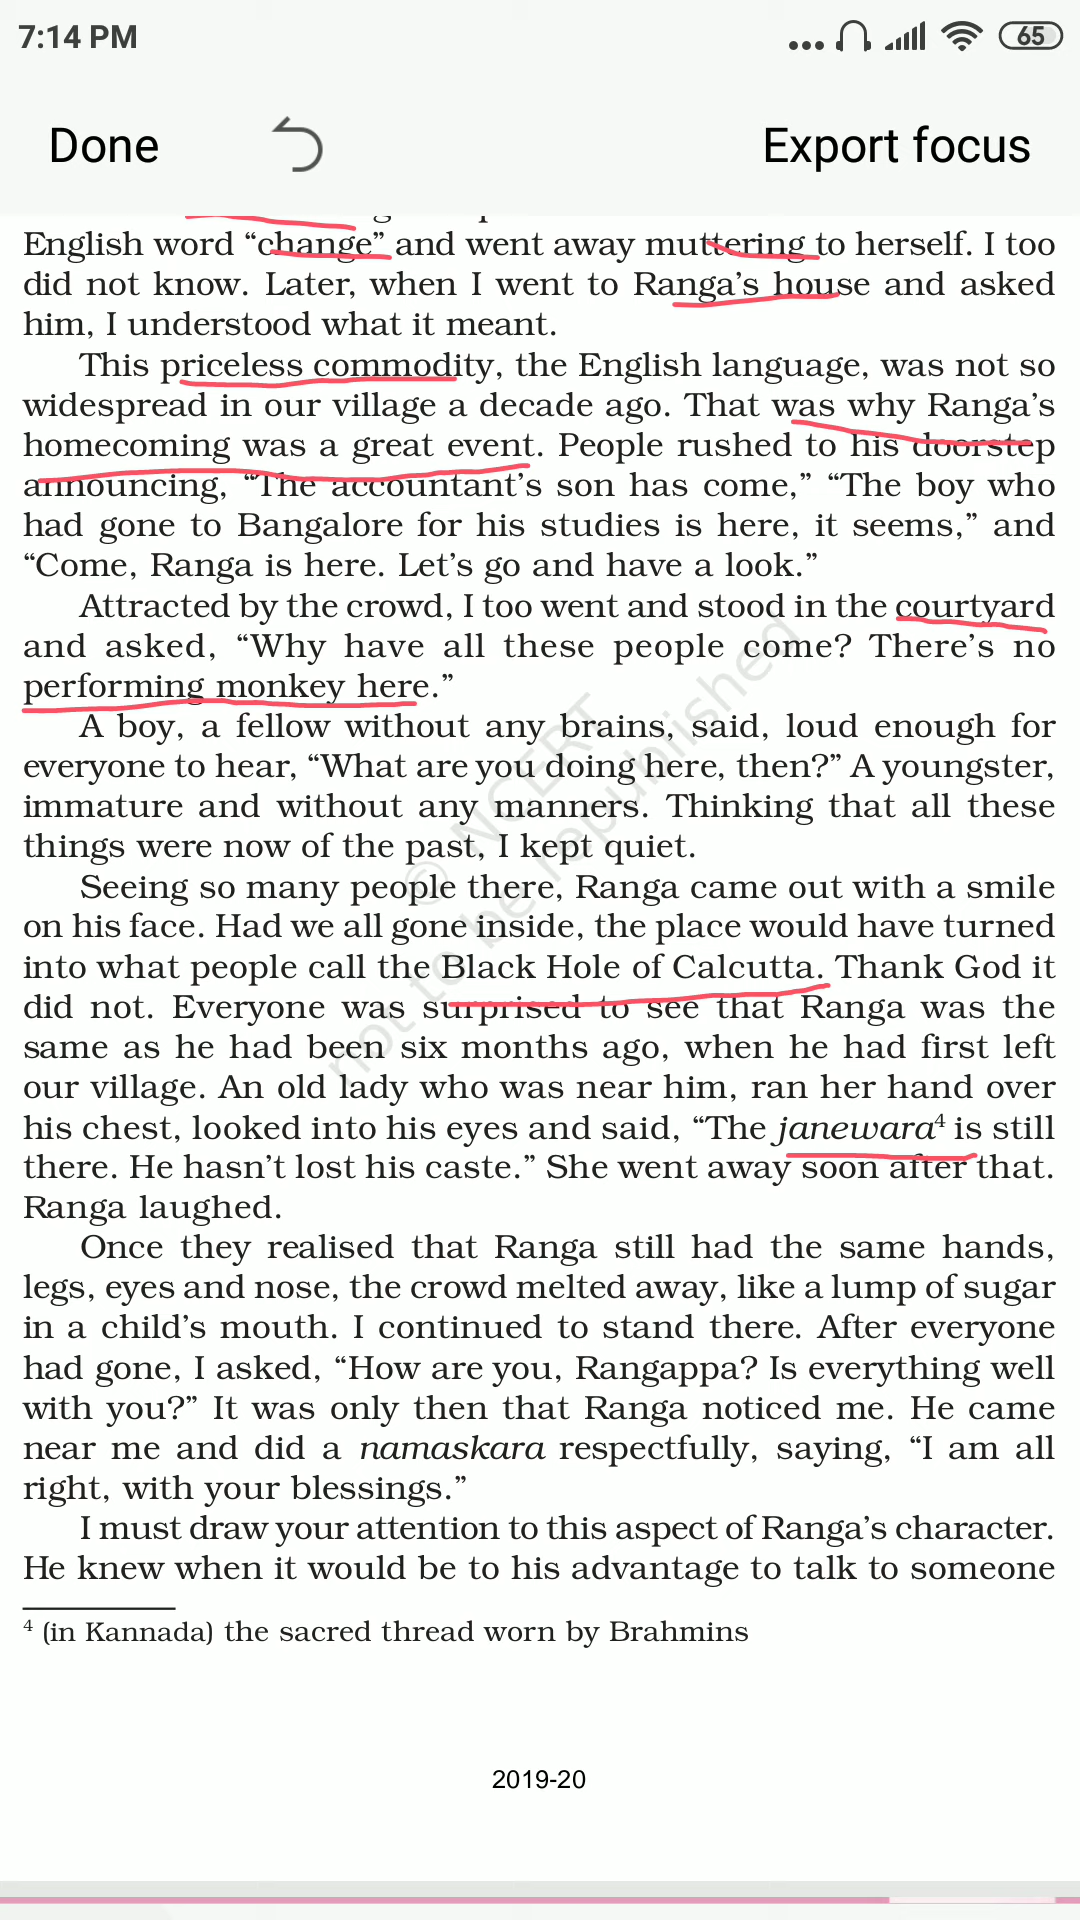 7:14 PM
65
Done
Export focus
English word “change” and went away muttering to herself. I too
did not know. Later, when I went to Ranga’s house and asked
him, I understood what it meant.
This priceless commodity, the English language, was not so
widespread in our village a decade ago. That was why Ranga’s
homecoming was a great event. People rushed to his doorstep
announcing, “The accountant’s son has come,” “The boy who
had gone to Bangalore for his studies is here, it seems,” and
“Come, Ranga is here. Let’s go and have a look.”
Attracted by the crowd, I too went and stood in the courtyard
and asked, “Why have all these people come? There’s no
performing monkey here.”
A boy, a fellow without any brains, said, loud enough for
everyone to hear, “What are you doing here, then?” A youngster,
immature and without any manners. Thinking that all these
things were now of the past, I kept quiet.
Seeing so many people there, Ranga came out with a smile
on his face. Had we all gone inside, the place would have turned
into what people call the Black Hole of Calcutta. Thank God it
did not. Everyone was surprised to see that Ranga was the
same as he had been six months ago, when he had first left
our village. An old lady who was near him, ran her hand over
his chest, looked into his eyes and said, “The janewara⁴ is still
there. He hasn’t lost his caste.” She went away soon after that.
Ranga laughed.
Once they realised that Ranga still had the same hands,
legs, eyes and nose, the crowd melted away, like a lump of sugar
in a child’s mouth. I continued to stand there. After everyone
had gone, I asked, “How are you, Rangappa? Is everything well
with you?” It was only then that Ranga noticed me. He came
near me and did a namaskara respectfully, saying, “I am all
right, with your blessings.”
I must draw your attention to this aspect of Ranga’s character.
He knew when it would be to his advantage to talk to someone
⁴ (in Kannada) the sacred thread worn by Brahmins
2019-20
© NCERT
not to be republished